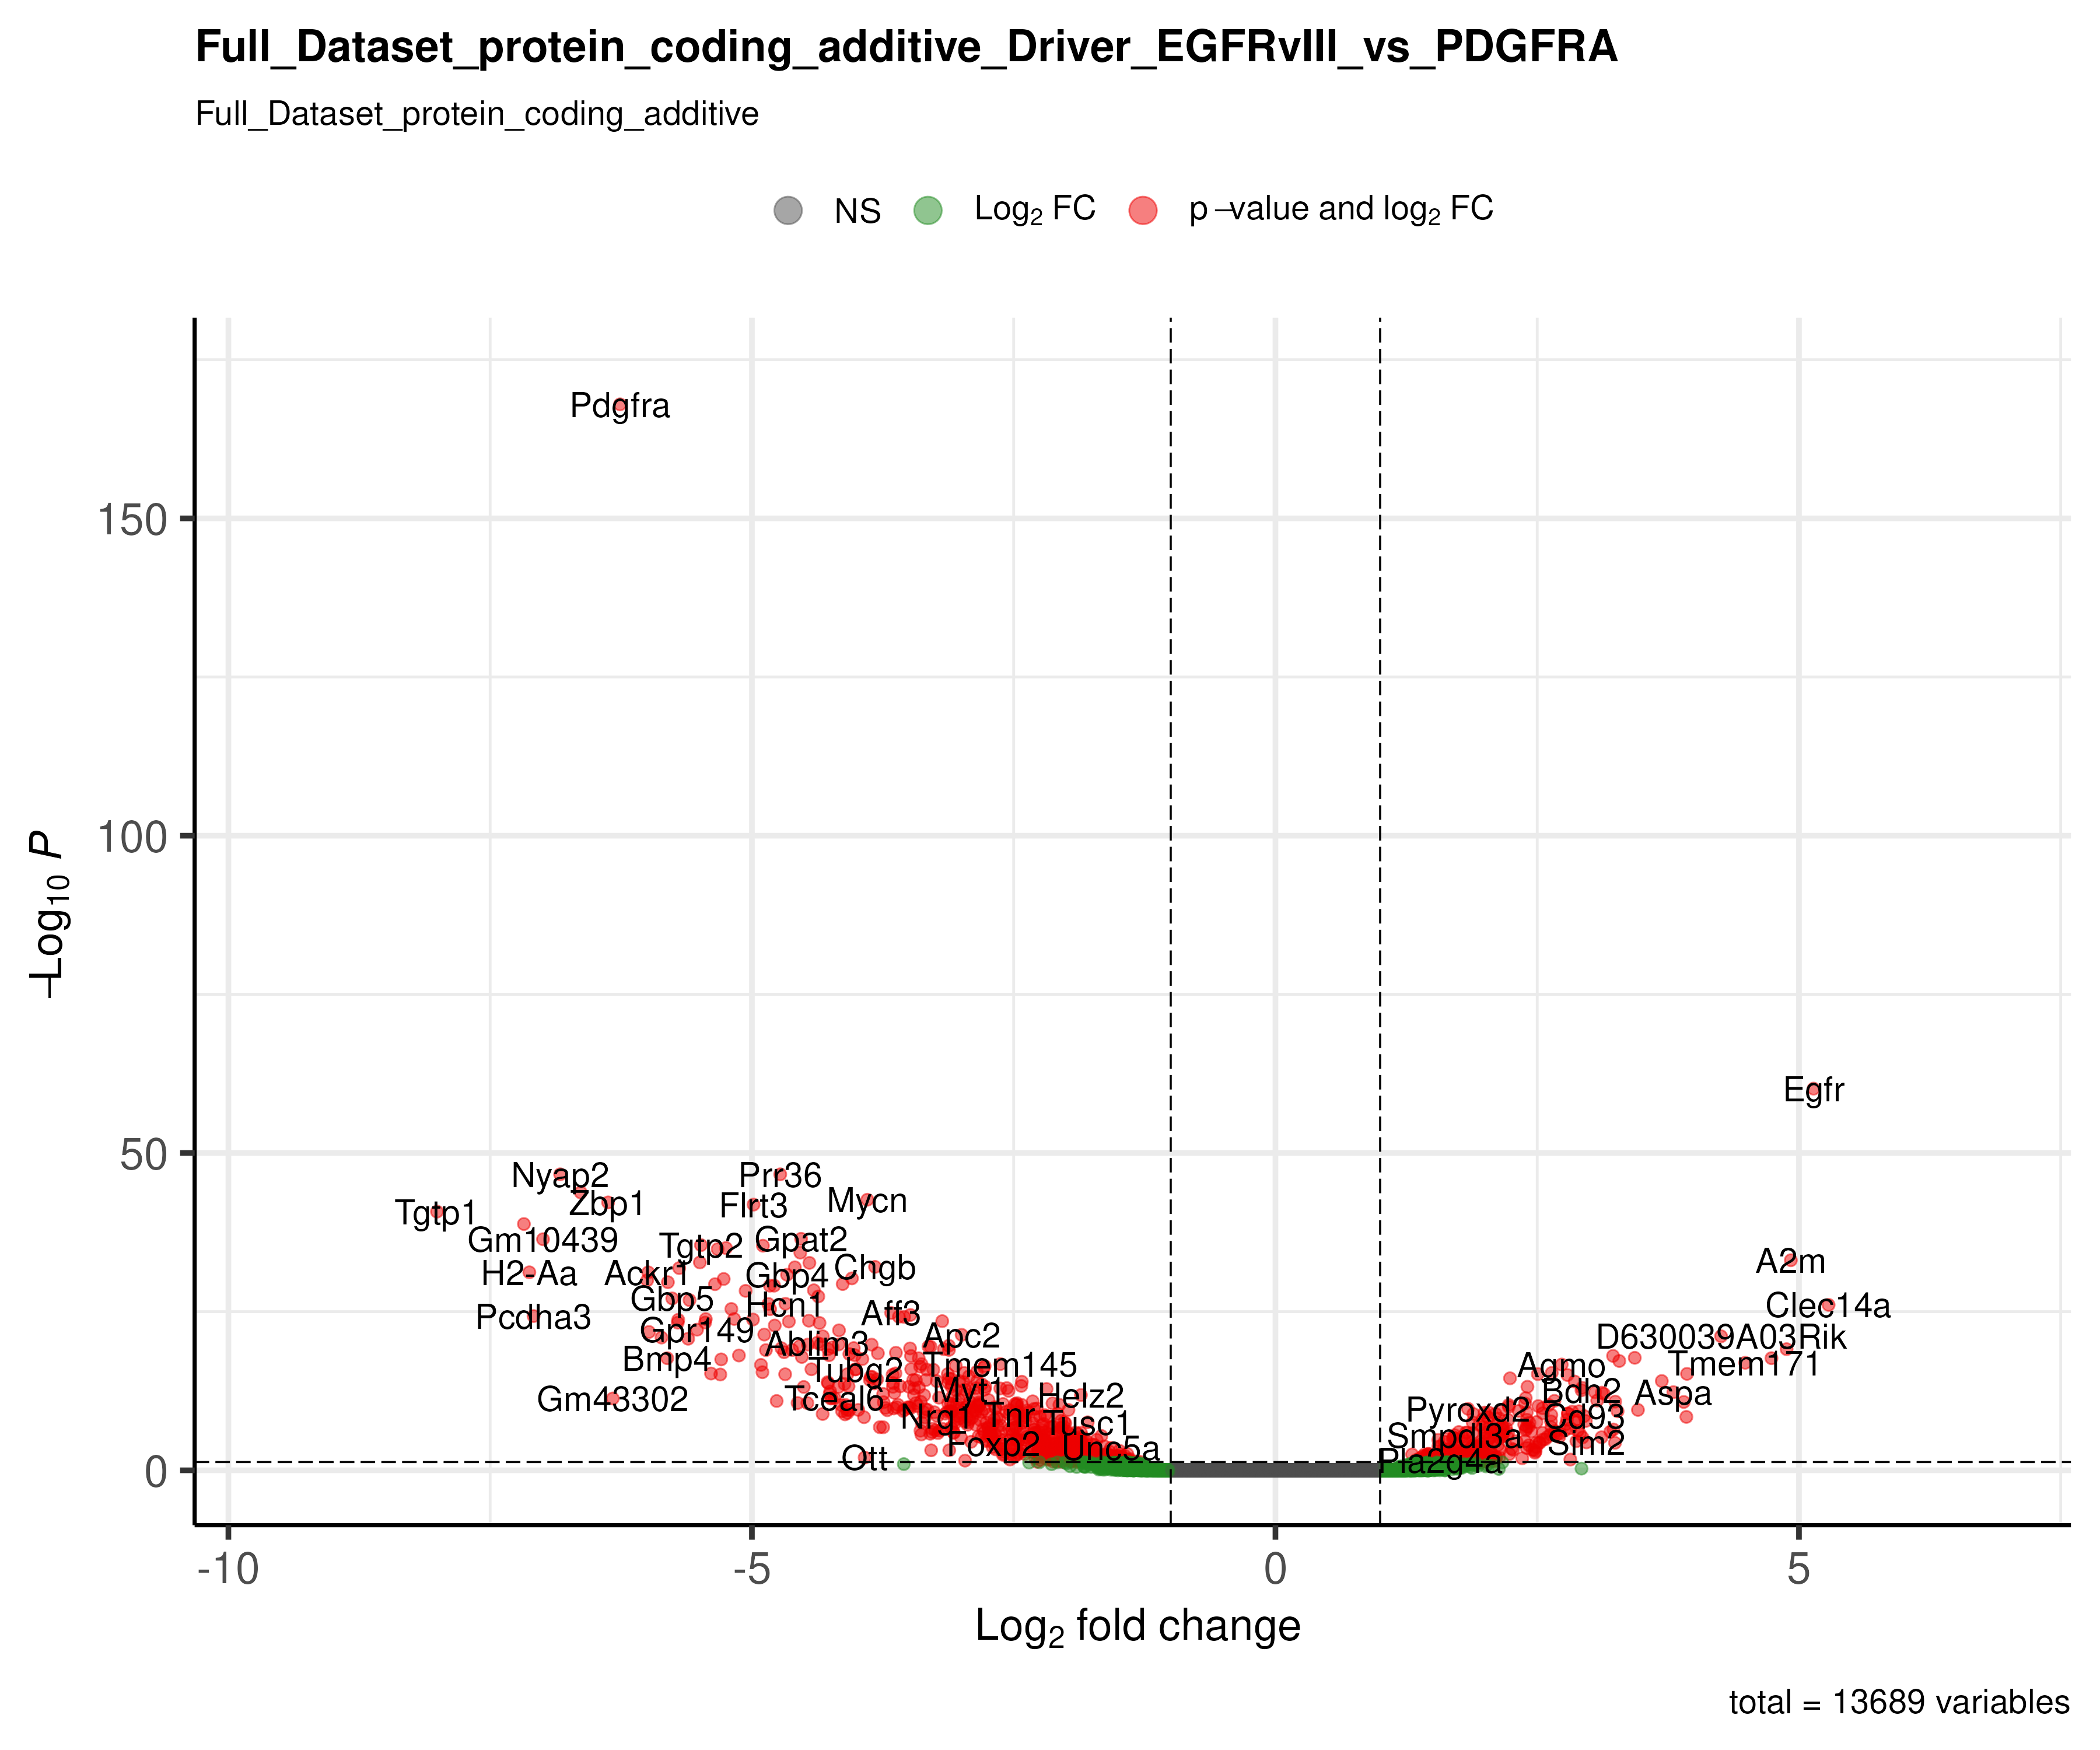 Full_Dataset_protein_coding_additive_Driver_EGFRvIII_vs_PDGFRA
Full_Dataset_protein_coding_additive
NS
Log2 FC
p−value and log2 FC
Pdgfra
150
100
−Log10 P
Egfr
50
Nyap2
Prr36
Zbp1
Flrt3
Mycn
Tgtp1
Gm10439
Tgtp2
Gpat2
A2m
H2-Aa
Ackr1
Gbp4
Chgb
Gbp5
Hcn1
Clec14a
Pcdha3
Aff3
Gpr149
Apc2
D630039A03Rik
Ablim3
Bmp4
Tubg2
Tmem145
Agmo
Tmem171
Gm43302
Tceal6
Myt1
Helz2
Bdh2
Aspa
Nrg1
Tnr
Tusc1
Pyroxd2
Cd93
Foxp2
Unc5a
Smpdl3a
Sim2
Ott
Pla2g4a
0
-10
-5
0
5
Log2 fold change
total = 13689 variables